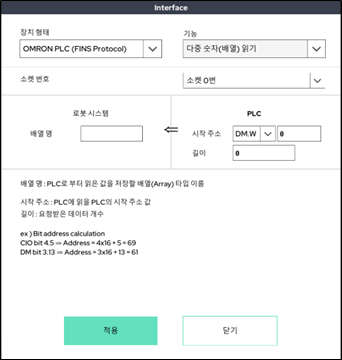 Interface
장치 형태
기능
OMRON PLC (FINS Protocol)
다중 숫자(배열) 읽기
소켓 번호
소켓 0번
로봇 시스템
PLC
배열 명
⇐
시작 주소
DM.W
0
길이
0
배열 명 : PLC로 부터 읽은 값을 저장할 배열(Array) 타입 이름
시작 주소 : PLC에 읽을 PLC의 시작 주소 값
길이 : 요청받은 데이터 개수
ex ) Bit address calculation
CIO bit 4.5 ⇒ Address = 4x16 + 5 = 69
DM bit 3.13 ⇒ Address = 3x16 + 13 = 61
적용
닫기